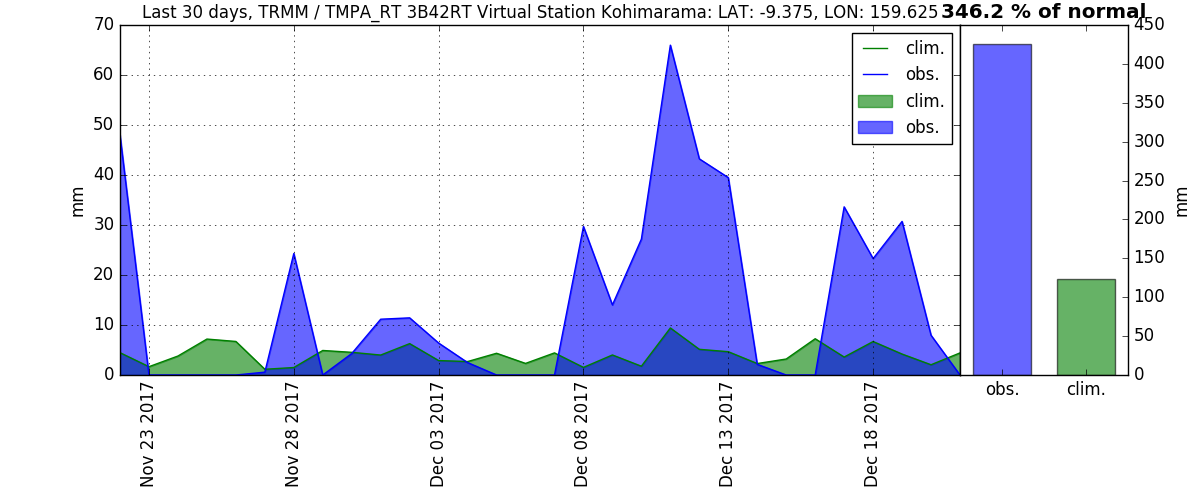 Last 30 days, TRMM / TMPA_RT 3B42RT Virtual Station Kohimarama: LAT: -9.375, LON: 159.625
346.2 % of normal
70
60
50
40
30
20
10
0
mm
clim.
obs.
clim.
obs.
Nov 23 2017
Nov 28 2017
Dec 03 2017
Dec 08 2017
Dec 13 2017
Dec 18 2017
450
400
350
300
250
200
150
100
50
0
mm
obs.
clim.